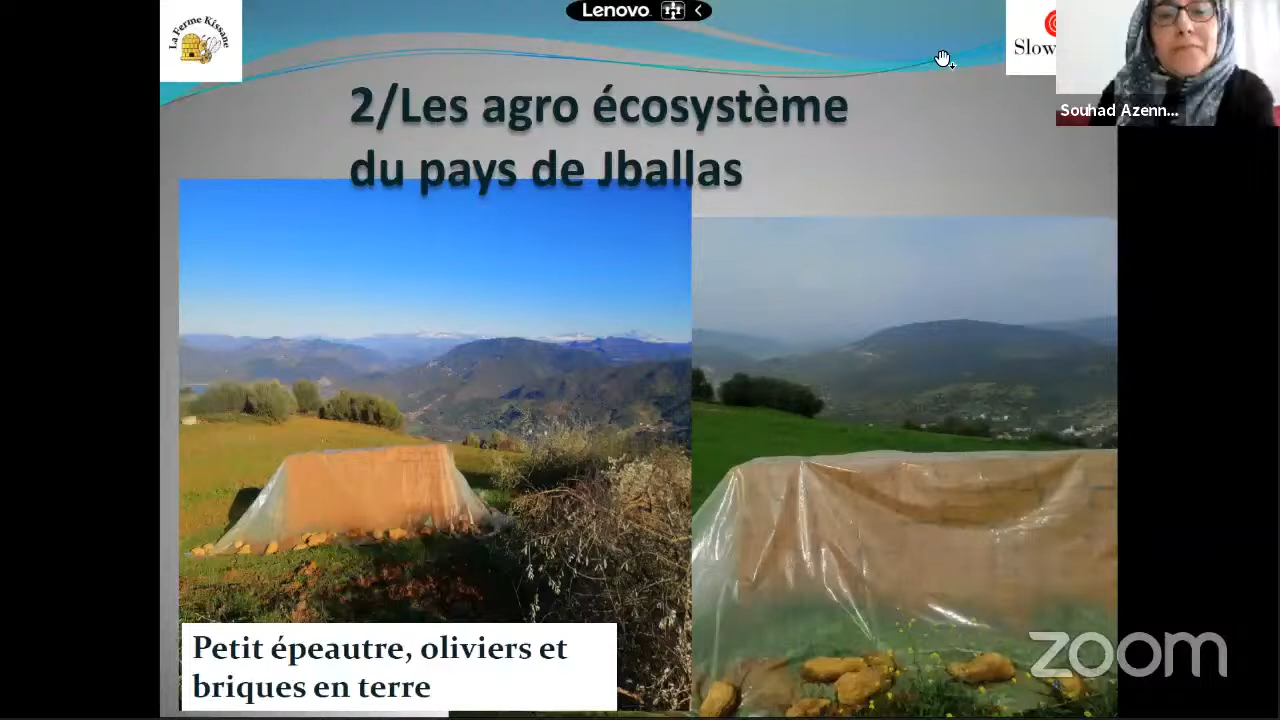 La Ferme Kissane
Lenovo
Slow
Souhad Azenn...
2/Les agro écosystème
du pays de Jballas
Petit épeautre, oliviers et
briques en terre
zoom